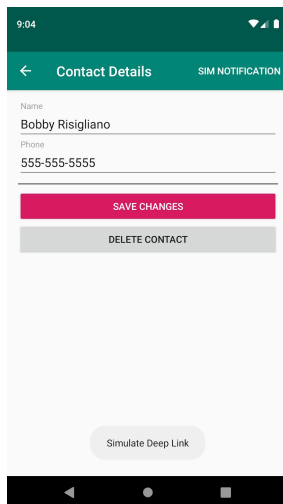 9:04
Contact Details SIM NOTIFICATION
Name
Bobby Risigliano
Phone
555-555-5555
SAVE CHANGES
DELETE CONTACT
Simulate Deep Link